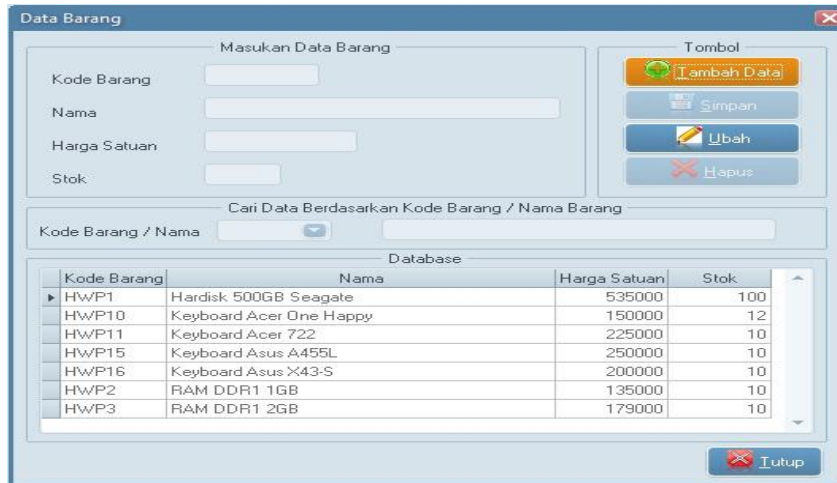 Data Barang
Masukan Data Barang
Kode Barang
Nama
Harga Satuan
Stok
Tombol
Tambah Data
Simpan
Ubah
Hapus
Cari Data Berdasarkan Kode Barang / Nama Barang
Kode Barang / Nama
Database
Kode Barang Nama Harga Satuan Stok
HWP1 Hardisk 500GB Seagate 535000 100
HWP10 Keyboard Acer One Happy 150000 12
HWP11 Keyboard Acer 722 225000 10
HWP15 Keyboard Asus A455L 250000 10
HWP16 Keyboard Asus X43-S 200000 10
HWP2 RAM DDR1 1GB 135000 10
HWP3 RAM DDR1 2GB 179000 10
Tutup